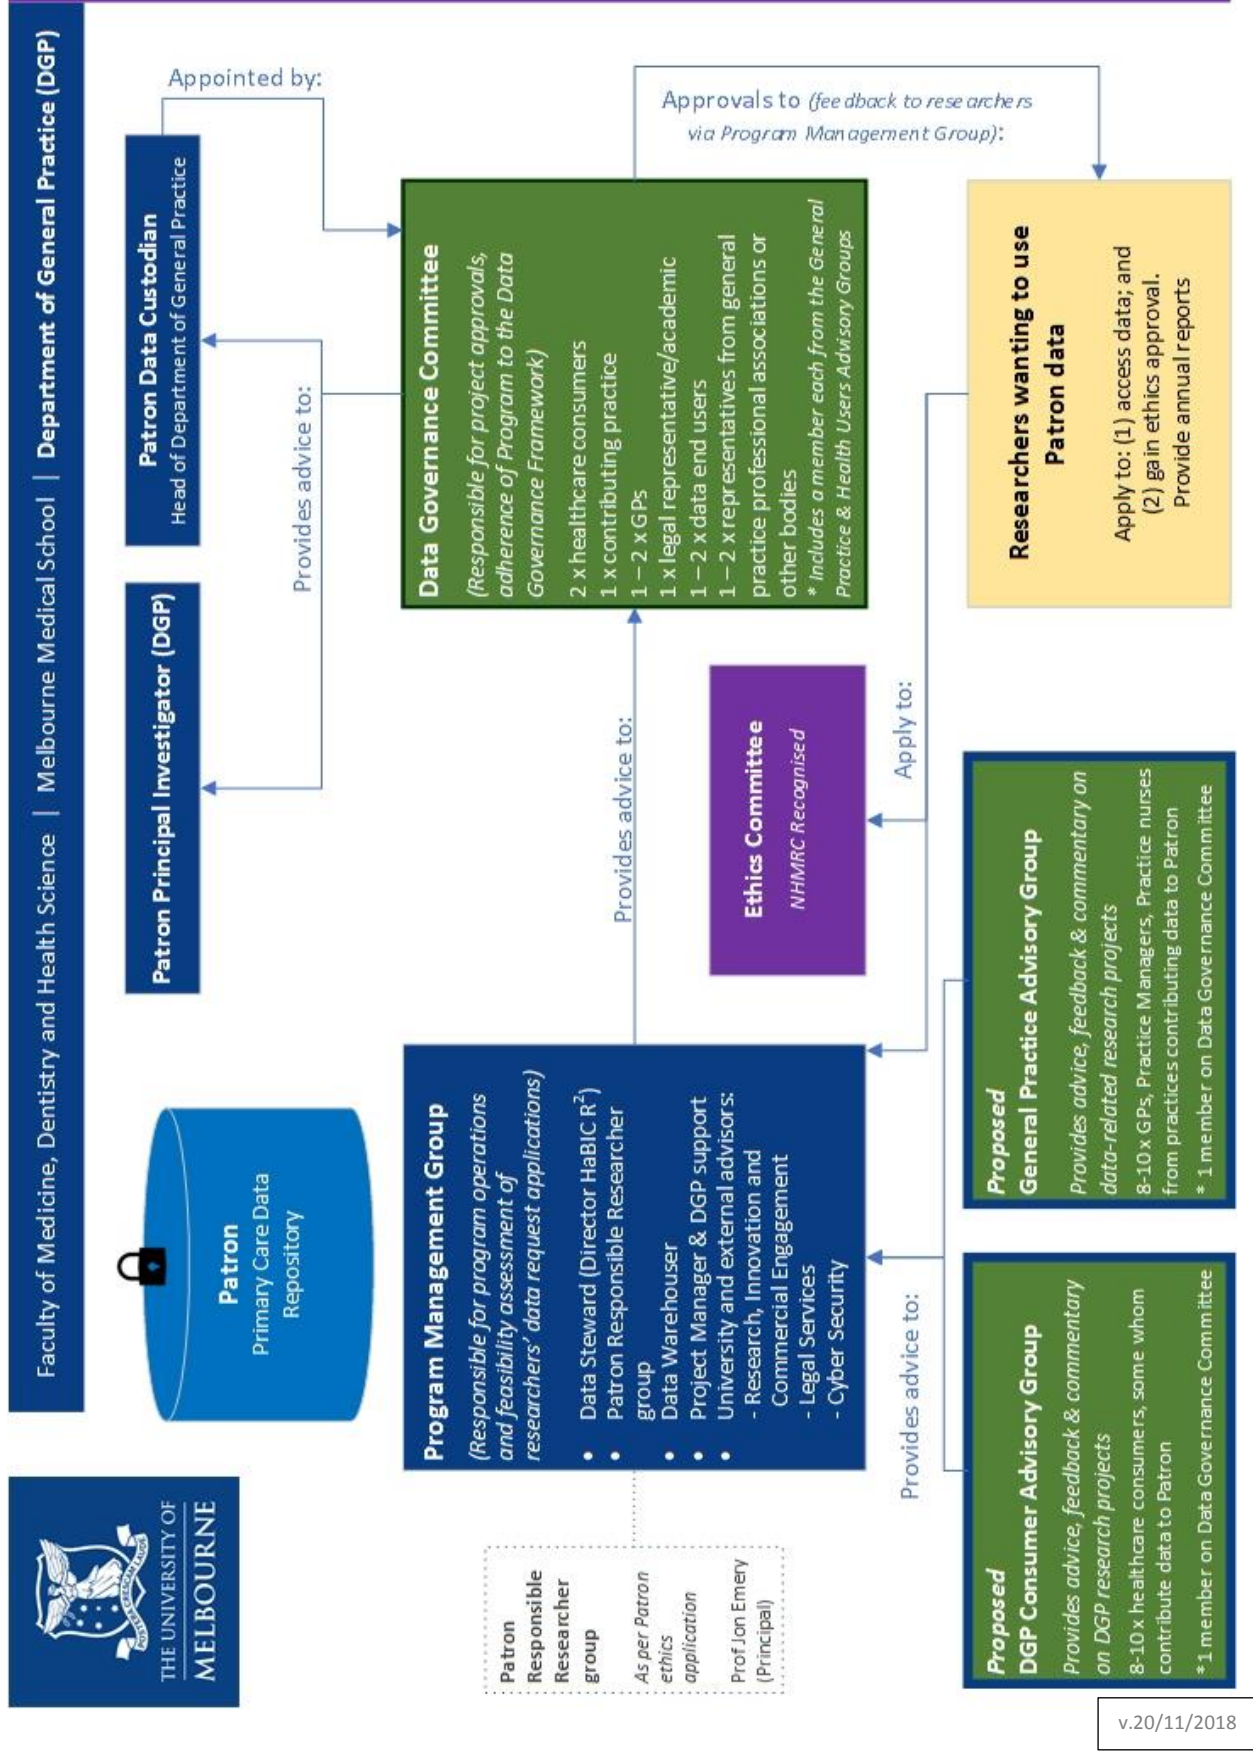 THE UNIVERSITY OF
MELBOURNE
Faculty of Medicine, Dentistry and Health Science | Melbourne Medical School | Department of General Practice (DGP)
Patron
Primary Care Data
Repository
Patron Principal Investigator (DGP)
Patron Data Custodian
Head of Department of General Practice
Appointed by:
Provides advice to:
Patron
Responsible
Researcher
group
As per Patron
ethics
application
Prof Jon Emery
(Principal)
Program Management Group
(Responsible for program operations
and feasibility assessment of
researchers' data request applications)
• Data Steward (Director HaBIC R²)
• Patron Responsible Researcher
group
• Data Warehouser
• Project Manager & DGP support
• University and external advisors:
- Research, Innovation and
Commercial Engagement
- Legal Services
- Cyber Security
Provides advice to:
Data Governance Committee
(Responsible for project approvals,
adherence of Program to the Data
Governance Framework)
2 x healthcare consumers
1 x contributing practice
1 – 2 x GPs
1 x legal representative/academic
1 – 2 x data end users
1 – 2 x representatives from general
practice professional associations or
other bodies
* Includes a member each from the General
Practice & Health Users Advisory Groups
Approvals to (feedback to researchers
via Program Management Group):
Ethics Committee
NHMRC Recognised
Provides advice to:
Apply to:
Proposed
DGP Consumer Advisory Group
Provides advice, feedback & commentary
on DGP research projects
8-10 x healthcare consumers, some whom
contribute data to Patron
*1 member on Data Governance Committee
Proposed
General Practice Advisory Group
Provides advice, feedback & commentary on
data-related research projects
8-10 x GPs, Practice Managers, Practice nurses
from practices contributing data to Patron
* 1 member on Data Governance Committee
Researchers wanting to use
Patron data
Apply to: (1) access data; and
(2) gain ethics approval.
Provide annual reports
v.20/11/2018